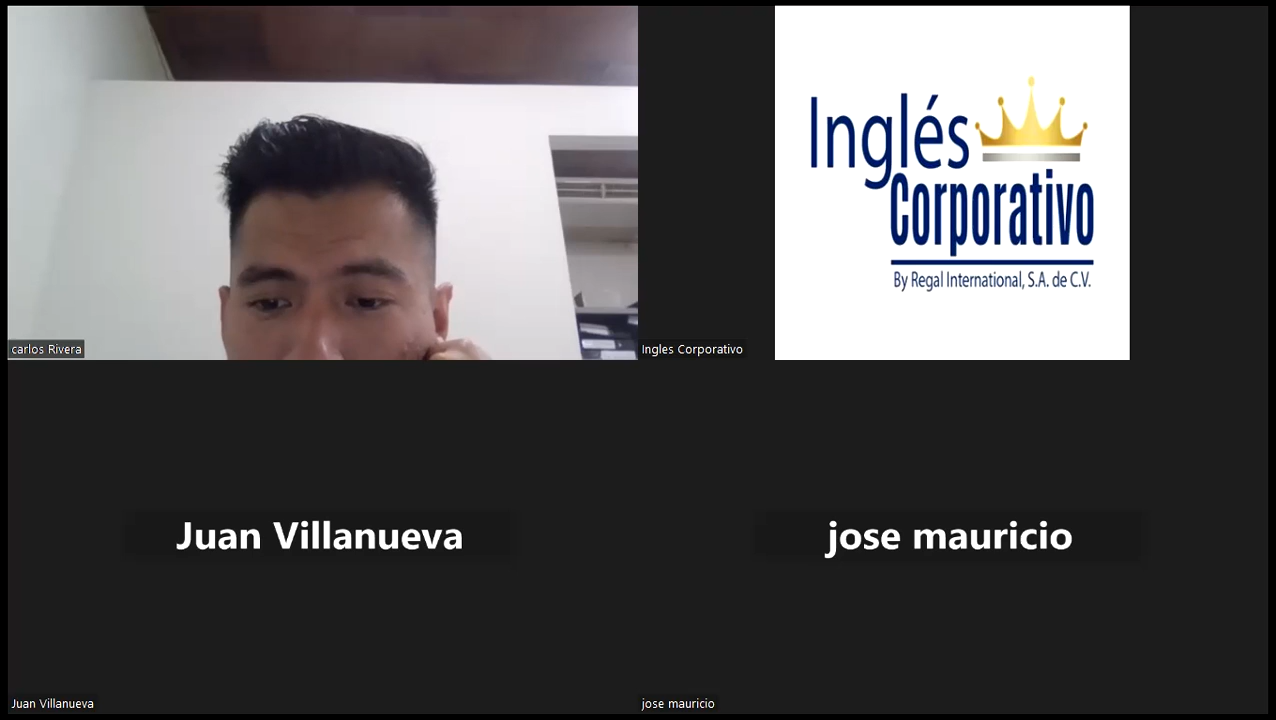 Inglés
Corporativo
By Regal International, S.A. de C.V.
carlos Rivera
Ingles Corporativo
Juan Villanueva
jose mauricio
Juan Villanueva
jose mauricio